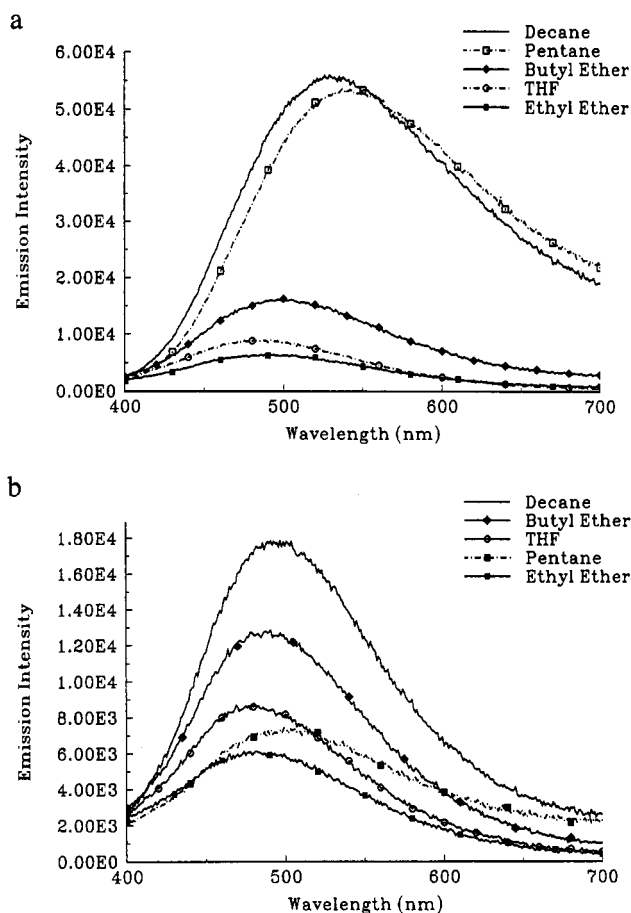 a
6.00E4
5.00E4
4.00E4
3.00E4
2.00E4
1.00E4
0.00E0
Emission Intensity
400
500
600
700
Wavelength (nm)
Decane
Pentane
Butyl Ether
THF
Ethyl Ether
b
1.80E4
1.60E4
1.40E4
1.20E4
1.00E4
8.00E3
6.00E3
4.00E3
2.00E3
0.00E0
Emission Intensity
400
500
600
700
Wavelength (nm)
Decane
Butyl Ether
THF
Pentane
Ethyl Ether